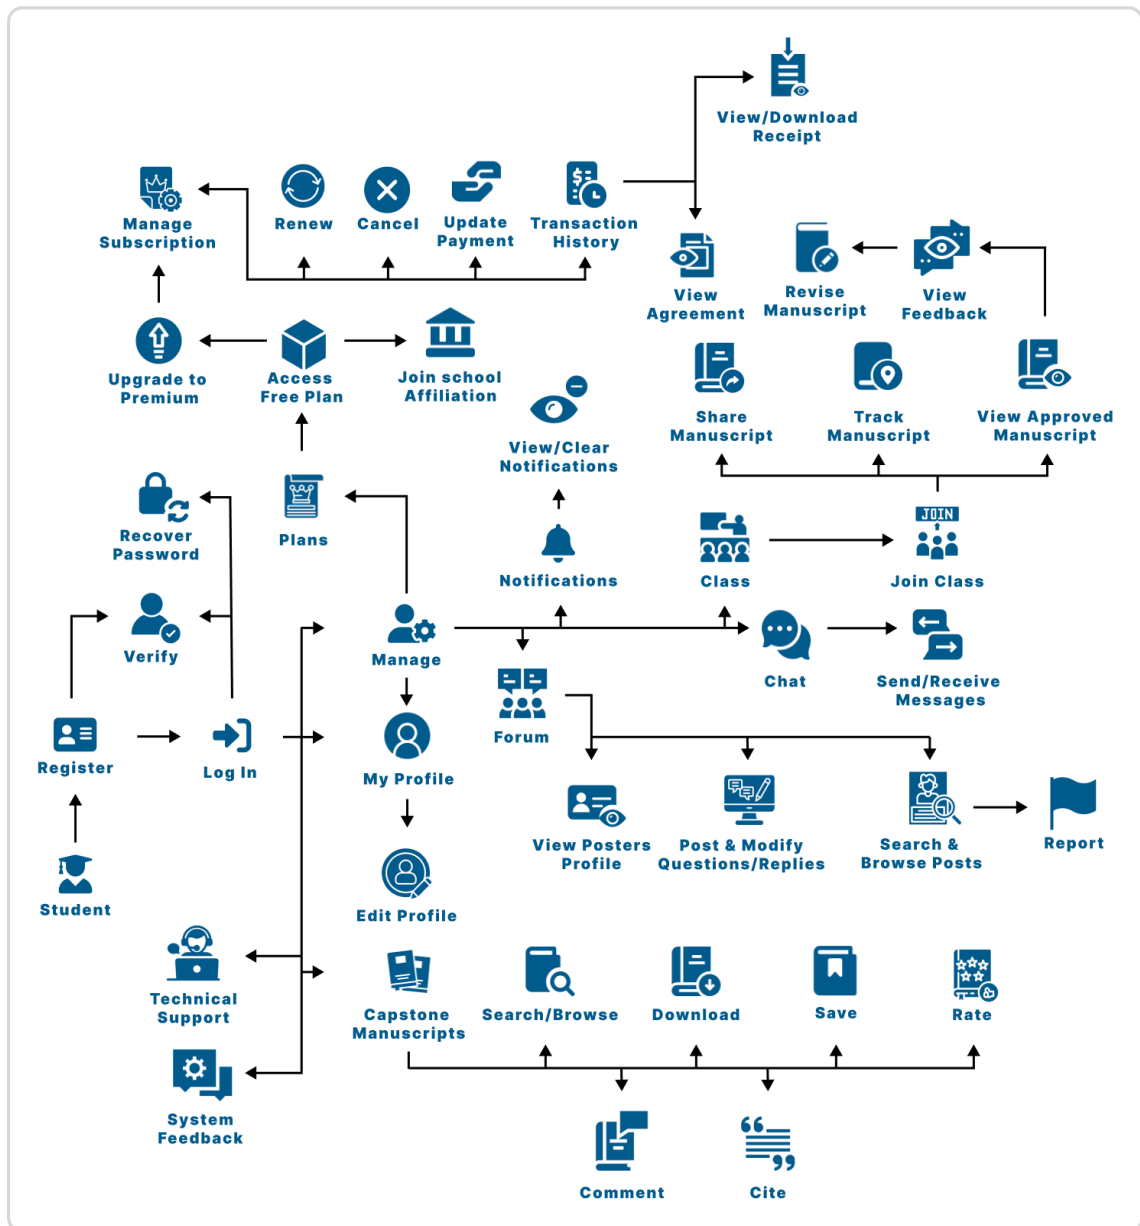 View/Download
Receipt
Manage
Subscription
Renew
Cancel
Update
Payment
Transaction
History
View
Agreement
Revise
Manuscript
View
Feedback
Upgrade to
Premium
Access
Free Plan
Join school
Affiliation
View/Clear
Notifications
Share
Manuscript
Track
Manuscript
View Approved
Manuscript
Recover
Password
Plans
Notifications
Class
JOIN
Join Class
Verify
Manage
Chat
Send/Receive
Messages
Register
Log In
My Profile
Forum
View Posters
Profile
Post & Modify
Questions/Replies
Search &
Browse Posts
Report
Student
Edit Profile
Technical
Support
Capstone
Manuscripts
Search/Browse
Download
Save
Rate
System
Feedback
Comment
Cite